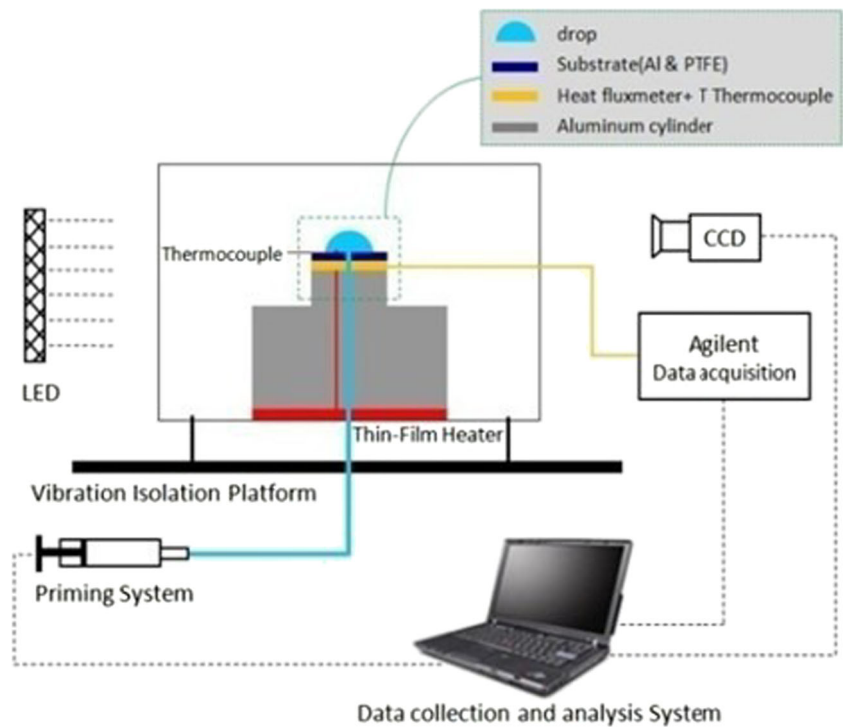 drop
Substrate(Al & PTFE)
Heat fluxmeter+ T Thermocouple
Aluminum cylinder
Thermocouple
CCD
LED
Agilent
Data acquisition
Thin-Film Heater
Vibration Isolation Platform
Priming System
Data collection and analysis System